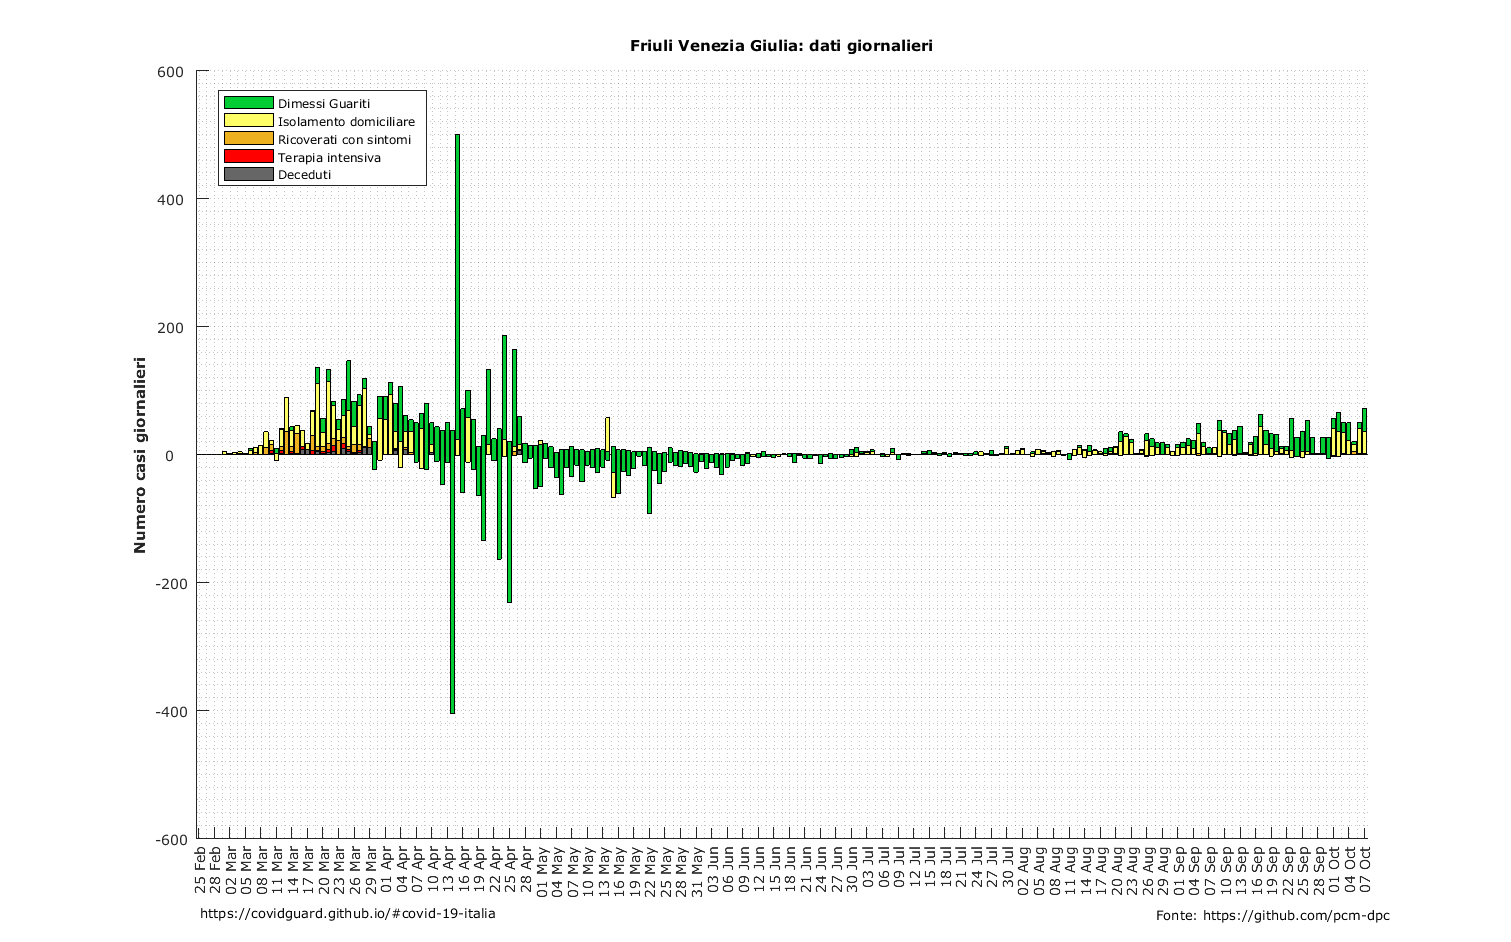 Friuli Venezia Giulia: dati giornalieri
600
400
200
0
-200
-400
-600
Numero casi giornalieri
Dimessi Guariti
Isolamento domiciliare
Ricoverati con sintomi
Terapia intensiva
Deceduti
25 Feb
28 Feb
02 Mar
05 Mar
08 Mar
11 Mar
14 Mar
17 Mar
20 Mar
23 Mar
26 Mar
29 Mar
01 Apr
04 Apr
07 Apr
10 Apr
13 Apr
16 Apr
19 Apr
22 Apr
25 Apr
28 Apr
01 May
04 May
07 May
10 May
13 May
16 May
19 May
22 May
25 May
28 May
31 May
03 Jun
06 Jun
09 Jun
12 Jun
15 Jun
18 Jun
21 Jun
24 Jun
27 Jun
30 Jun
03 Jul
06 Jul
09 Jul
12 Jul
15 Jul
18 Jul
21 Jul
24 Jul
27 Jul
30 Jul
02 Aug
05 Aug
08 Aug
11 Aug
14 Aug
17 Aug
20 Aug
23 Aug
26 Aug
29 Aug
01 Sep
04 Sep
07 Sep
10 Sep
13 Sep
16 Sep
19 Sep
22 Sep
25 Sep
28 Sep
01 Oct
04 Oct
07 Oct
https://covidguard.github.io/#covid-19-italia
Fonte: https://github.com/pcm-dpc